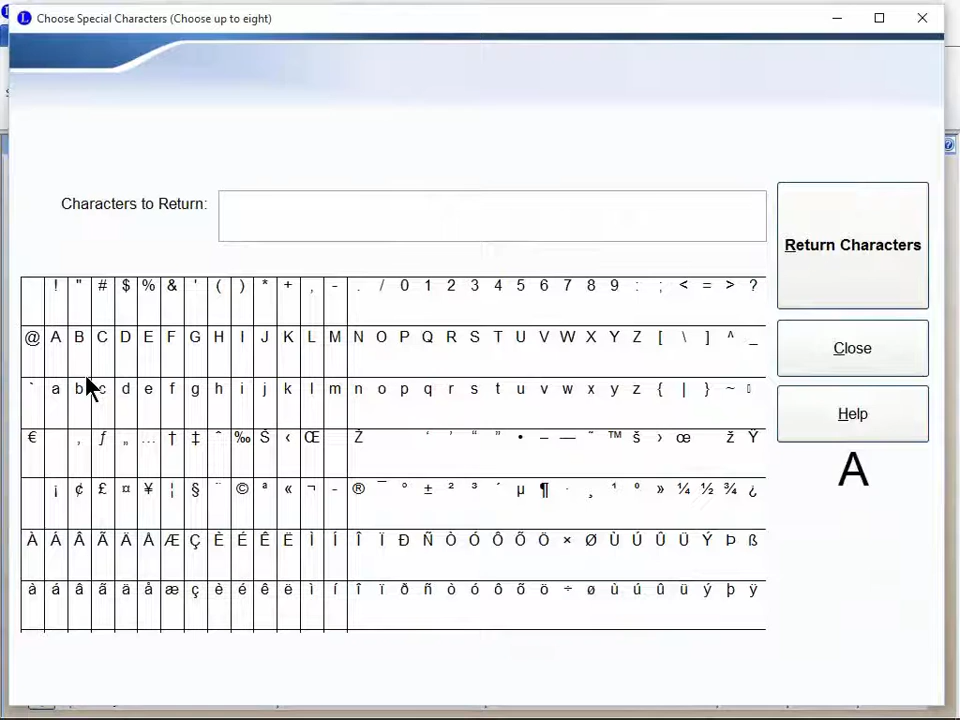 Choose Special Characters (Choose up to eight)
Characters to Return:
Return Characters
! " # $ % & ' ( ) * + , - . / 0 1 2 3 4 5 6 7 8 9 : ; < = > ?
@ A B C D E F G H I J K L M N O P Q R S T U V W X Y Z [ \ ] ^ _
Close
` a b c d e f g h i j k l m n o p q r s t u v w x y z { | } ~
Help
€ ‚ ƒ „ … † ‡ ˆ ‰ Š ‹ Œ Ž ‘ ’ “ ” • – — ˜ ™ š › œ ž Ÿ
A
¡ ¢ £ ¤ ¥ ¦ § ¨ © ª « ¬ - ® ¯ ° ± ² ³ ´ µ ¶ · ¸ ¹ º » ¼ ½ ¾ ¿
À Á Â Ã Ä Å Æ Ç È É Ê Ë Ì Í Î Ï Ð Ñ Ò Ó Ô Õ Ö × Ø Ù Ú Û Ü Ý Þ ß
à á â ã ä å æ ç è é ê ë ì í î ï ð ñ ò ó ô õ ö ÷ ø ù ú û ü ý þ ÿ